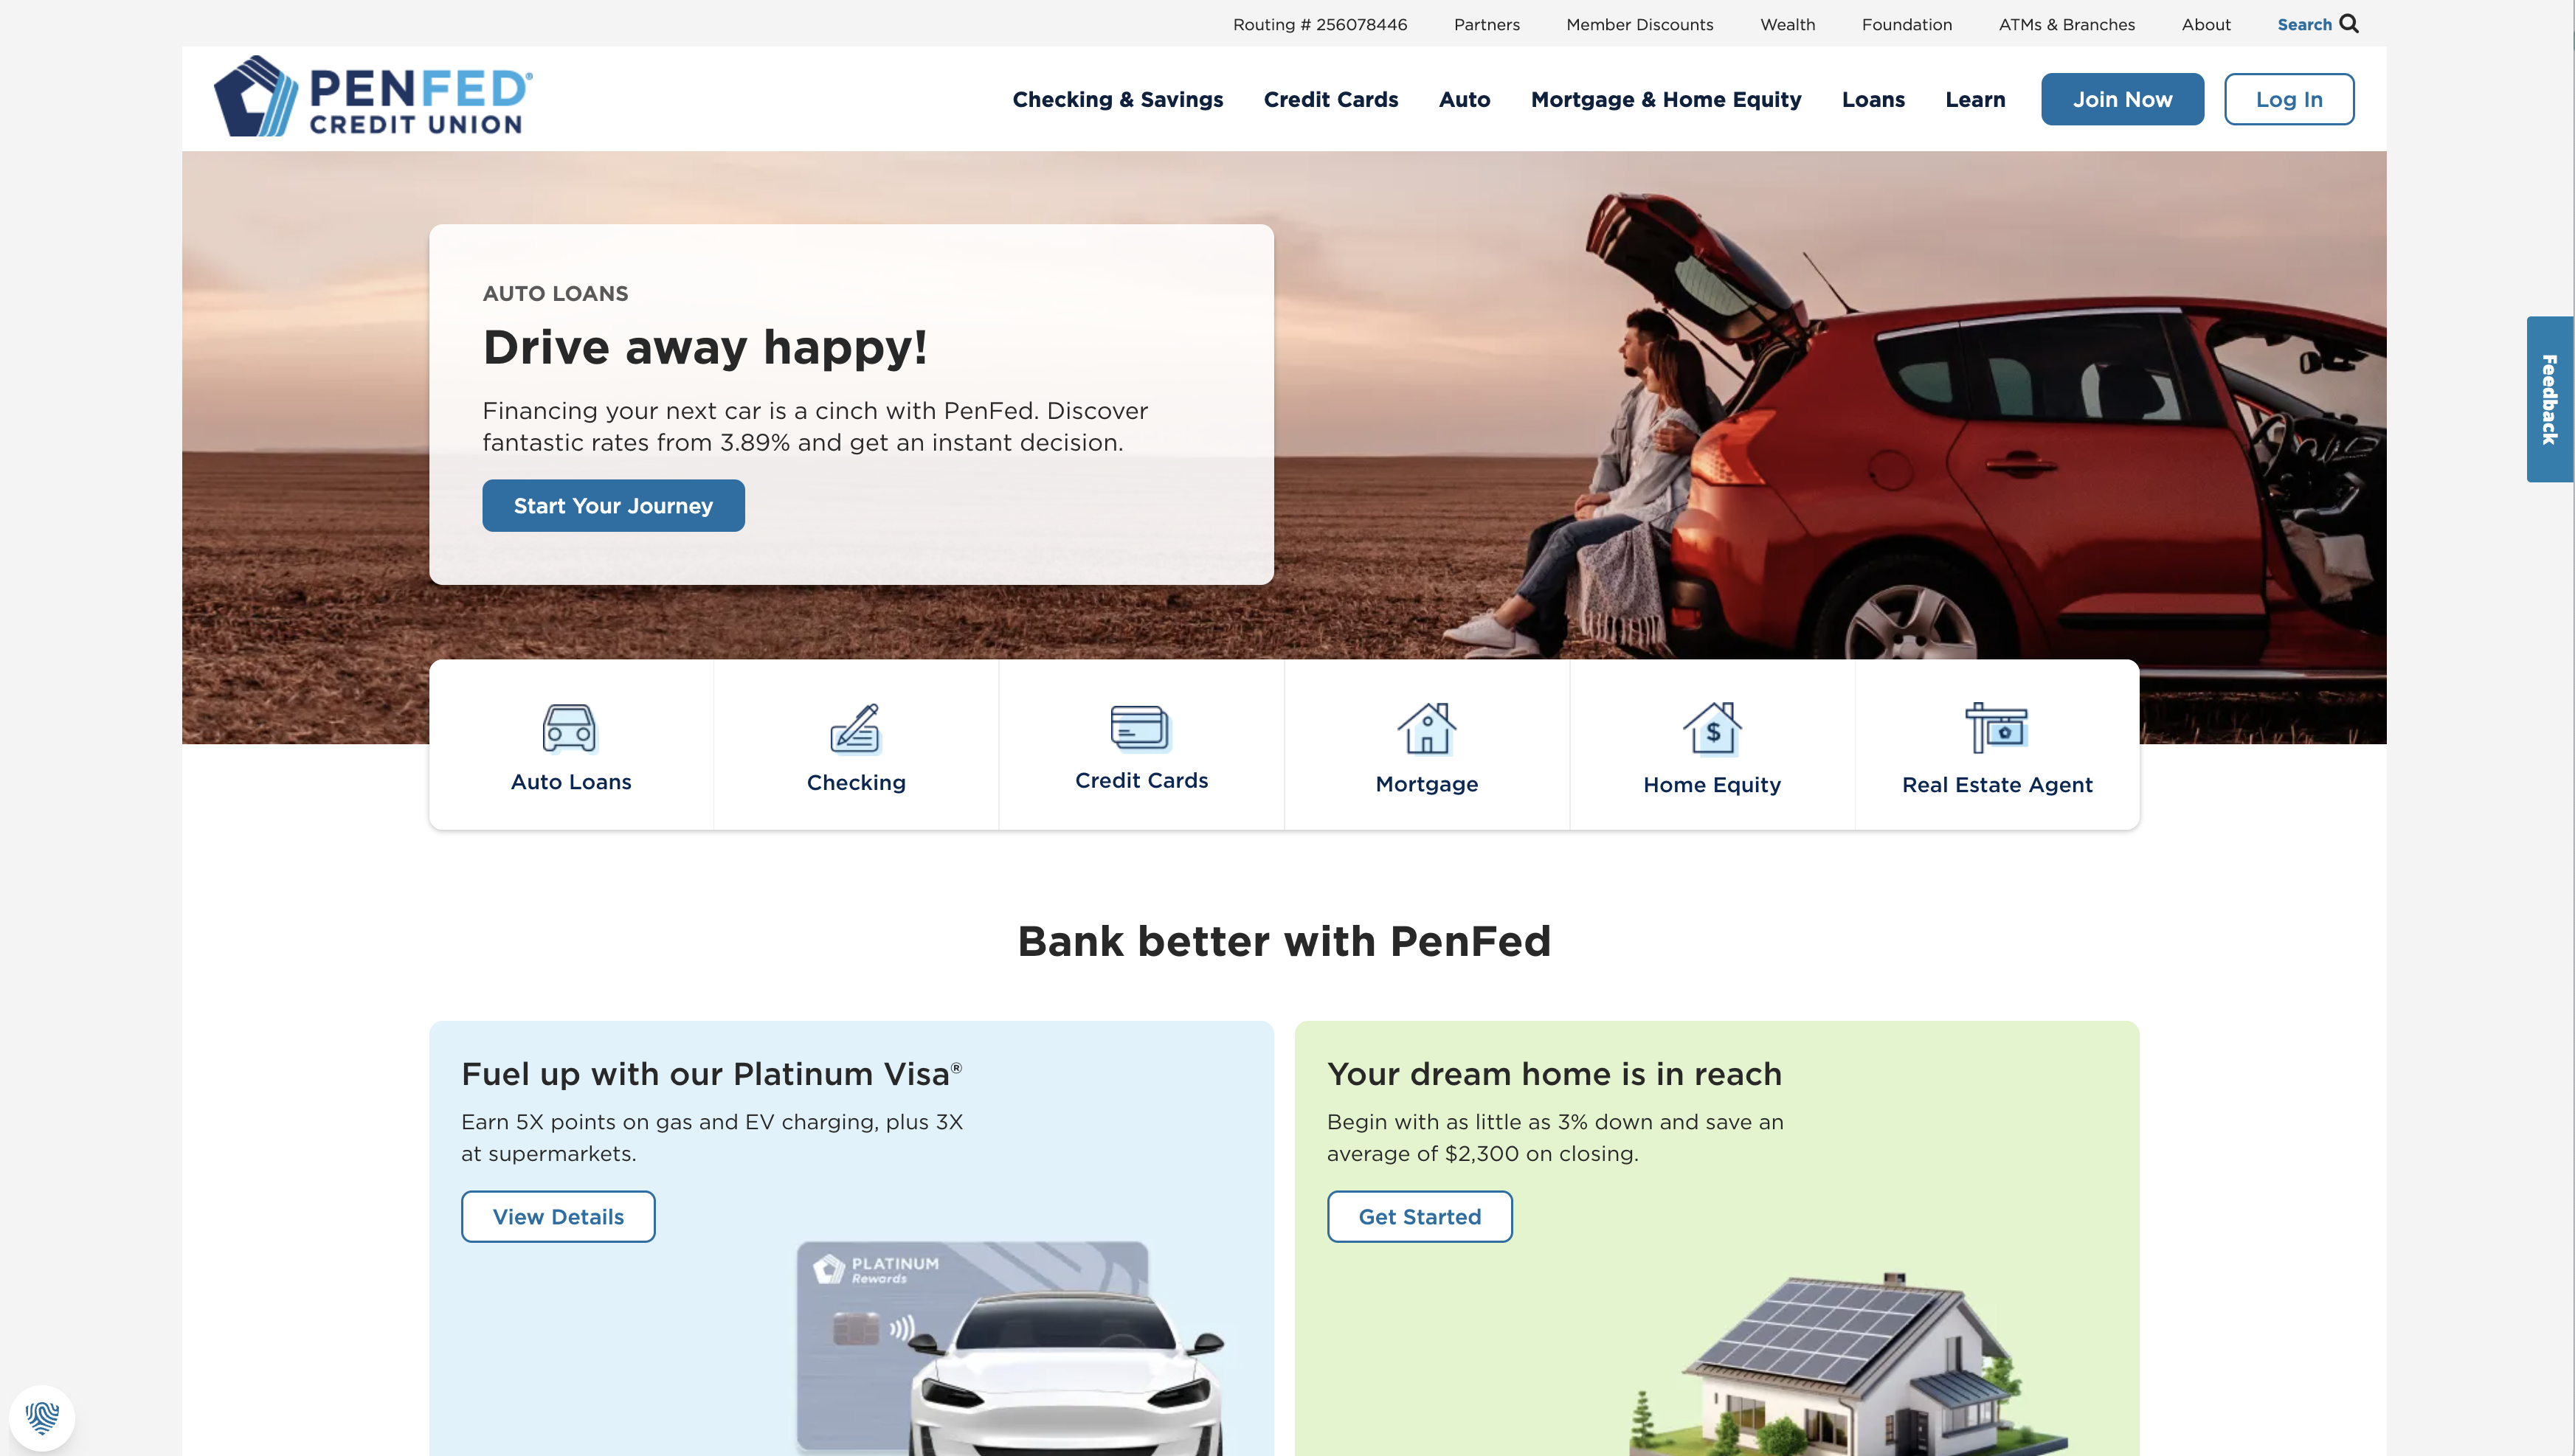 Routing # 256078446 Partners Member Discounts Wealth Foundation ATMs & Branches About Search
PENFED®
CREDIT UNION
Checking & Savings Credit Cards Auto Mortgage & Home Equity Loans Learn Join Now Log In
AUTO LOANS
Drive away happy!
Financing your next car is a cinch with PenFed. Discover
fantastic rates from 3.89% and get an instant decision.
Start Your Journey
Feedback
Auto Loans Checking Credit Cards Mortgage Home Equity Real Estate Agent
Bank better with PenFed
Fuel up with our Platinum Visa®
Earn 5X points on gas and EV charging, plus 3X
at supermarkets.
View Details
PLATINUM
Rewards
Your dream home is in reach
Begin with as little as 3% down and save an
average of $2,300 on closing.
Get Started